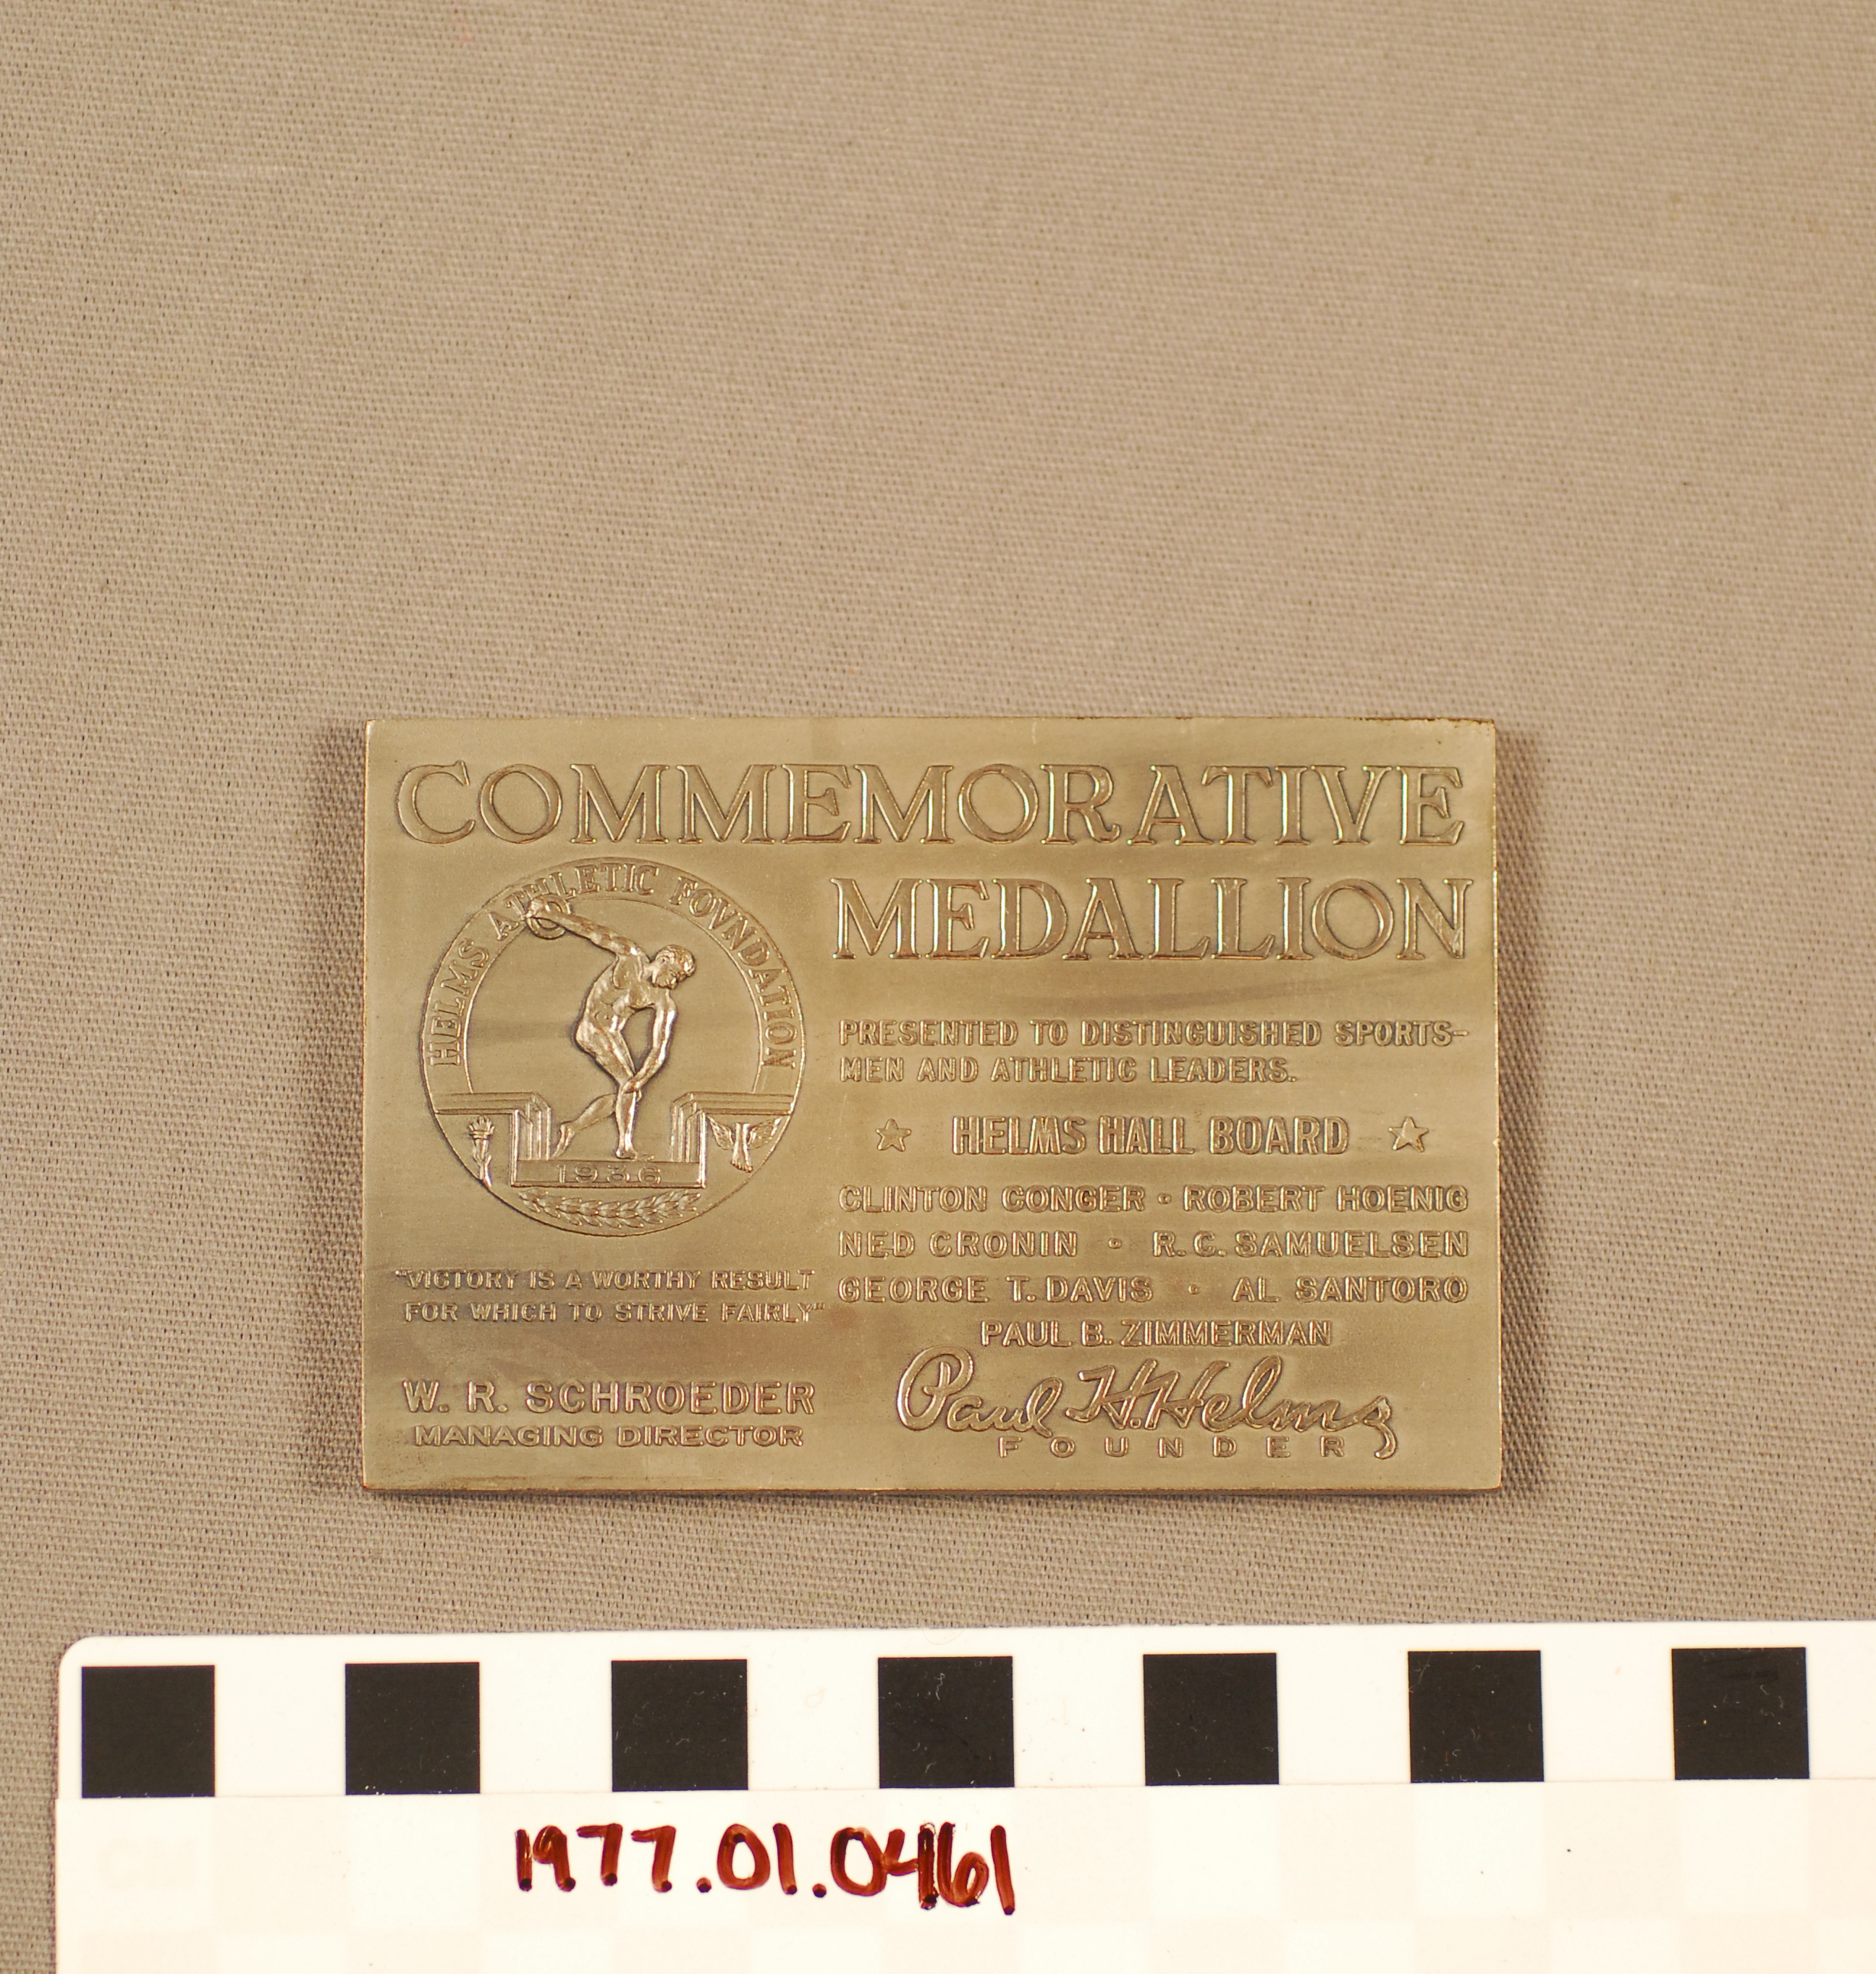 COMMEMORATIVE
MEDALLION
HELMS ATHLETIC FOVNDATION
1936
"VICTORY IS A WORTHY RESULT
FOR WHICH TO STRIVE FAIRLY"
W. R. SCHROEDER
MANAGING DIRECTOR
PRESENTED TO DISTINGUISHED SPORTS-
MEN AND ATHLETIC LEADERS.
HELMS HALL BOARD
CLINTON CONGER · ROBERT HOENIG
NED CRONIN · R. C. SAMUELSEN
GEORGE T. DAVIS · AL SANTORO
PAUL B. ZIMMERMAN
Paul H. Helms
FOUNDER
1977.01.0461